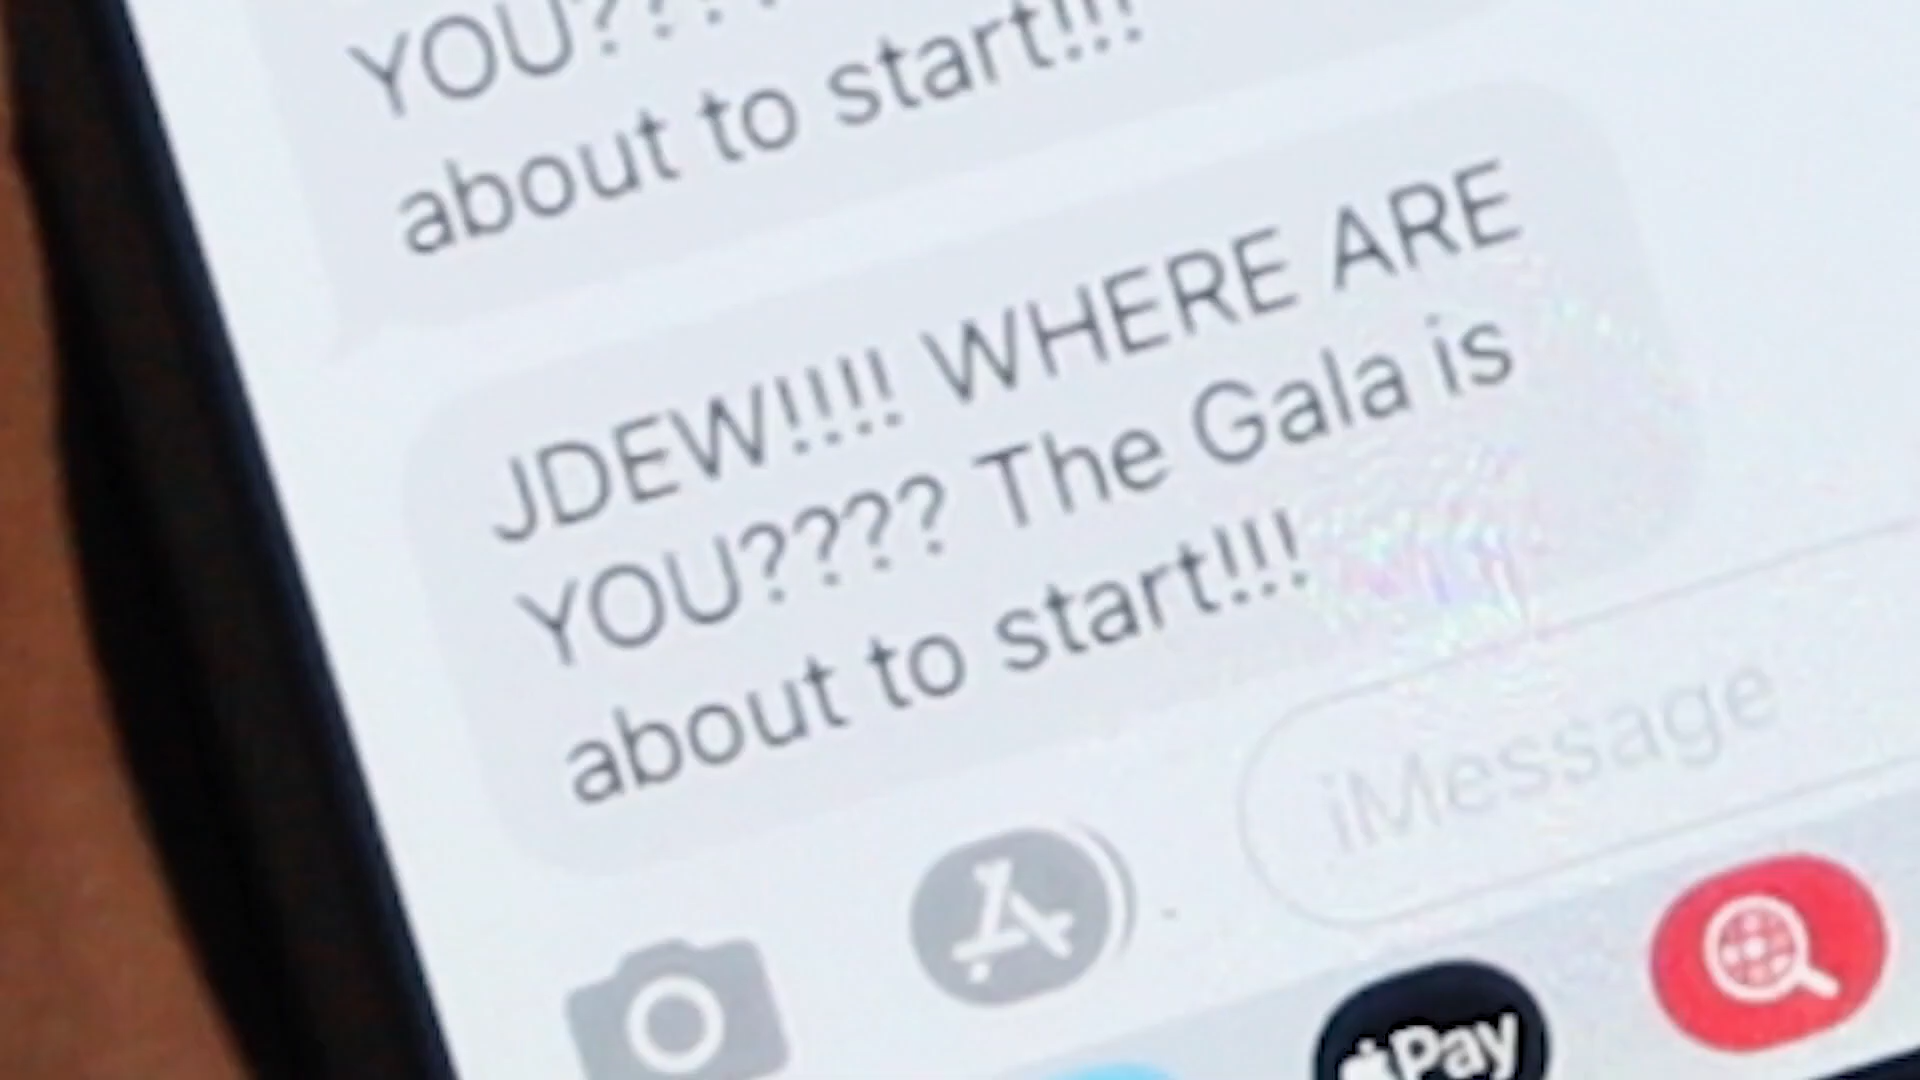 YOU????
about to start!!!
JDEW!!!! WHERE ARE
YOU???? The Gala is
about to start!!!
iMessage
Pay